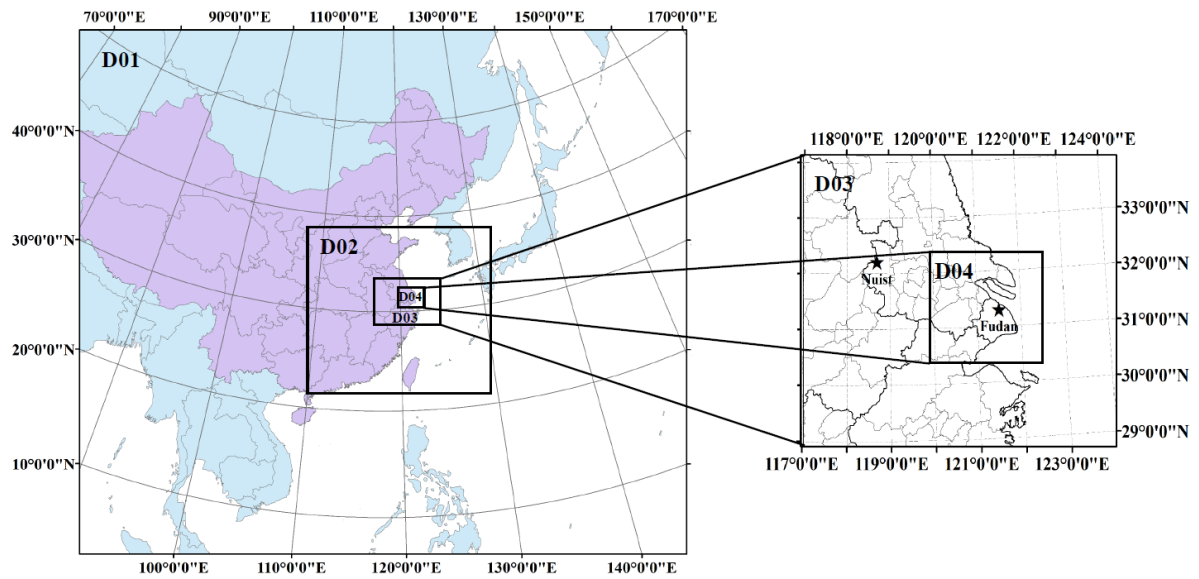 70°0'0"E 100°0'0"E 110°0'0"E 120°0'0"E 130°0'0"E 150°0'0"E 170°0'0"E
D01
40°0'0"N
30°0'0"N
20°0'0"N
10°0'0"N
D02
D04
D03
100°0'0"E 110°0'0"E 120°0'0"E 130°0'0"E 140°0'0"E
118°0'0"E 120°0'0"E 122°0'0"E 124°0'0"E
D03
33°0'0"N
32°0'0"N
31°0'0"N
30°0'0"N
29°0'0"N
Nuist
D04
Fudan
117°0'0"E 119°0'0"E 121°0'0"E 123°0'0"E